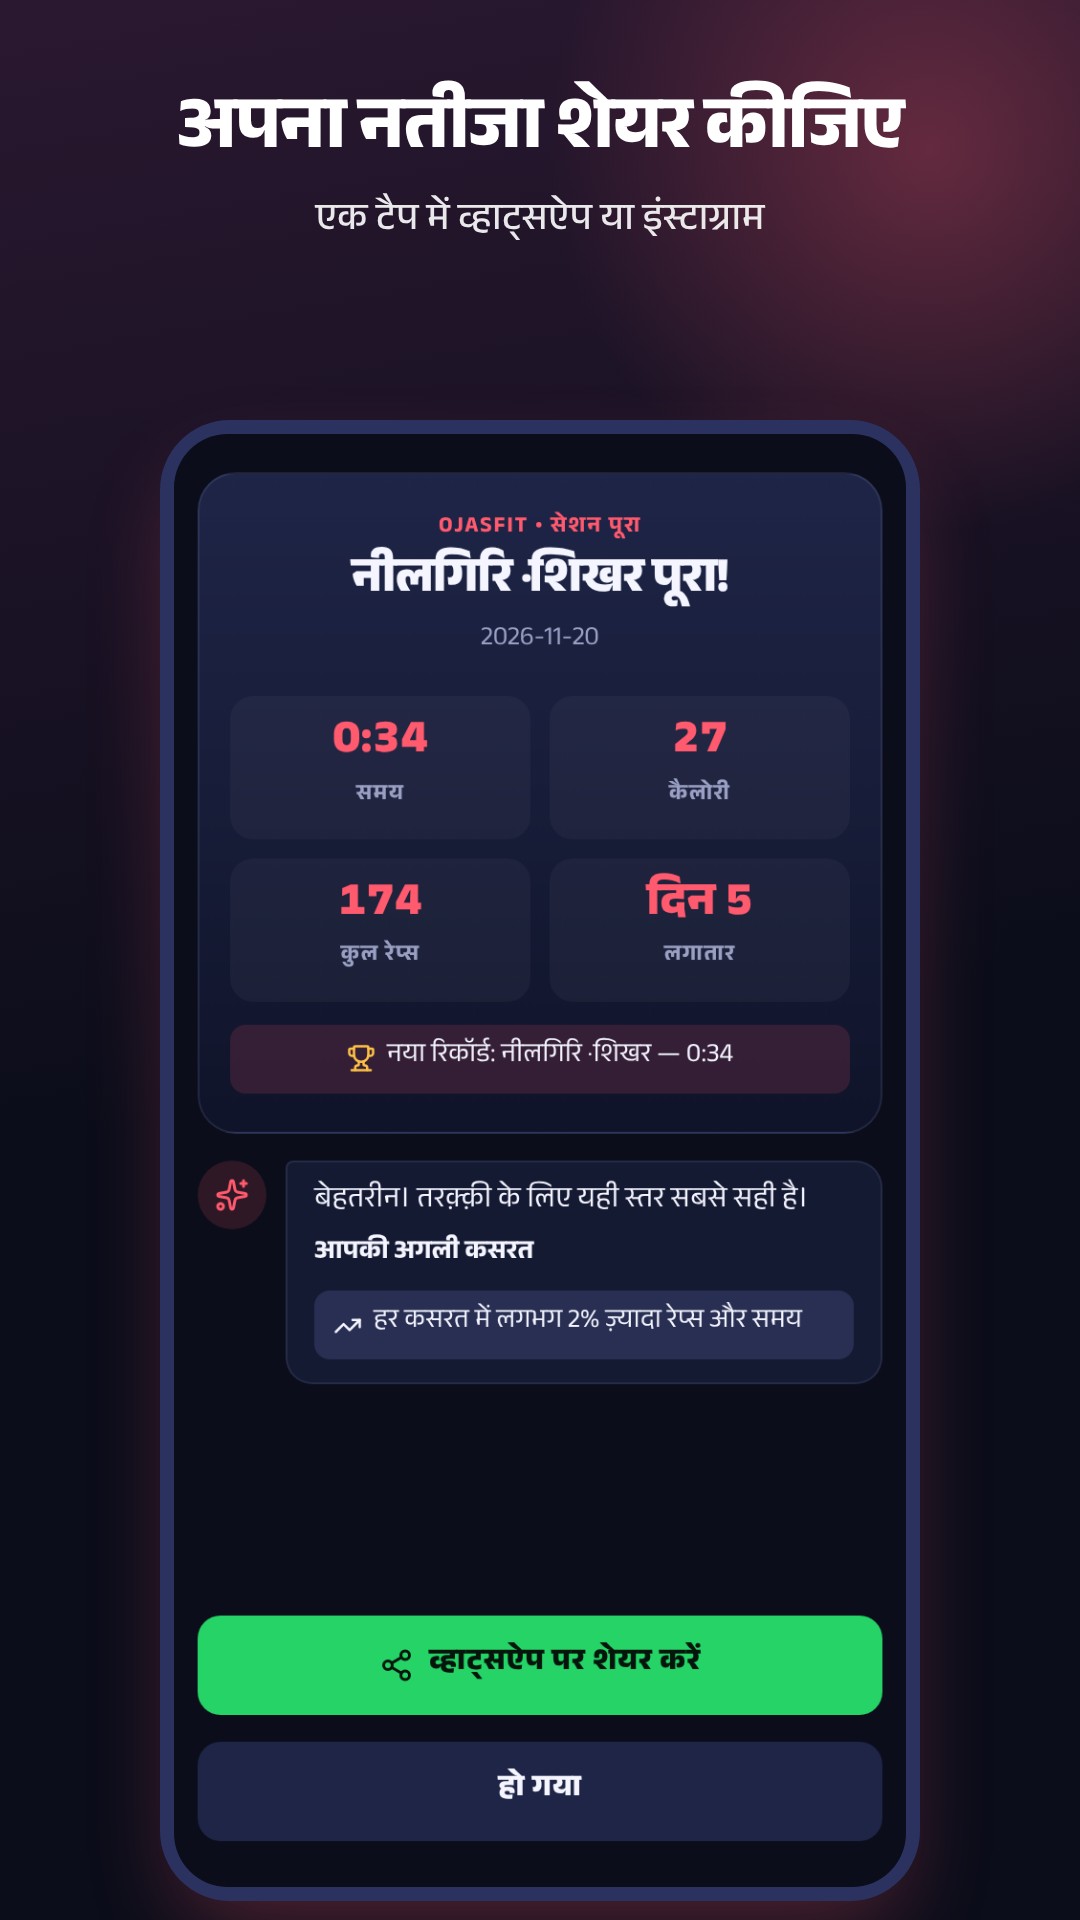 अपना नतीजा शेयर कीजिए
एक टैप में व्हाट्सऐप या इंस्टाग्राम
OJASFIT • सेशन पूरा
नीलगिरि ·शिखर पूरा!
2026-11-20
0:34
समय
27
कैलोरी
174
कुल रेप्स
दिन 5
लगातार
नया रिकॉर्ड: नीलगिरि ·शिखर — 0:34
बेहतरीन। तरक़्क़ी के लिए यही स्तर सबसे सही है।
आपकी अगली कसरत
हर कसरत में लगभग 2% ज़्यादा रेप्स और समय
व्हाट्सऐप पर शेयर करें
हो गया